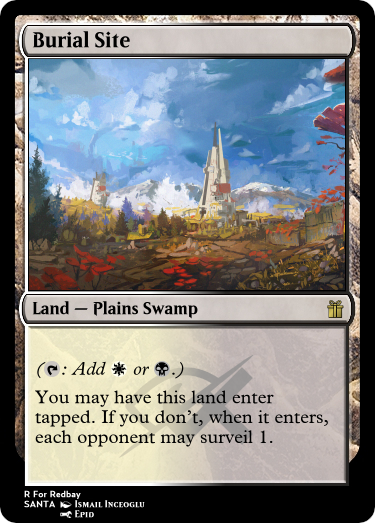 Burial Site
Land — Plains Swamp
(: Add or .)
You may have this land enter
tapped. If you don't, when it enters,
each opponent may surveil 1.
R For Redbay
SANTA Ismail Inceoglu
Epid